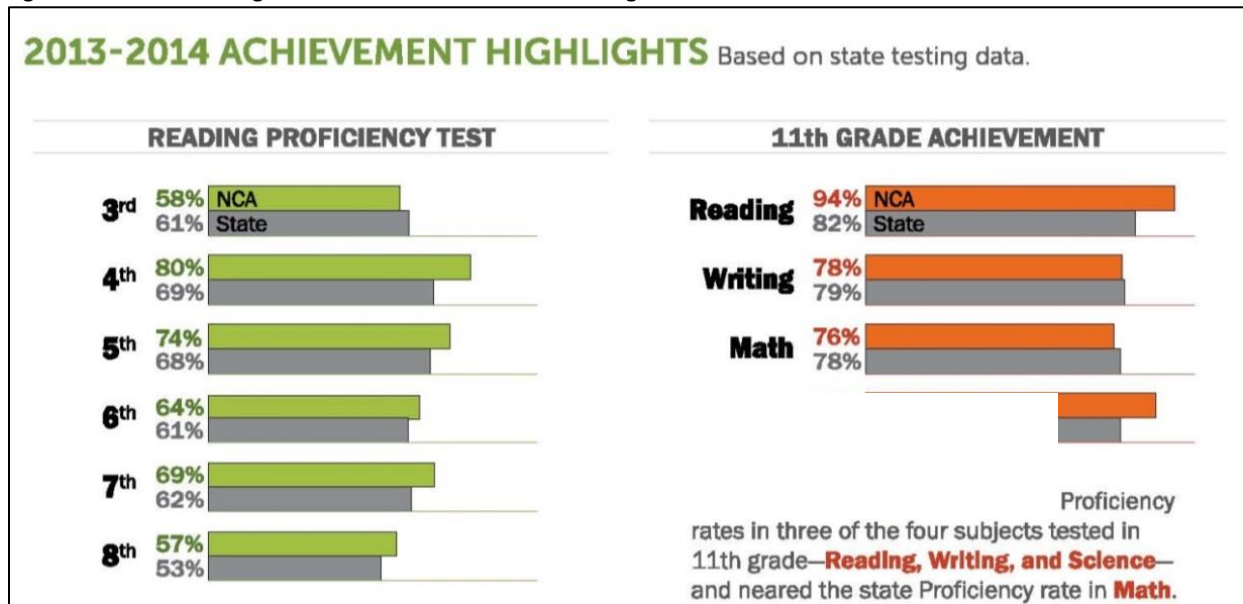 2013-2014 ACHIEVEMENT HIGHLIGHTS Based on state testing data.
READING PROFICIENCY TEST
3rd 58% NCA
61% State
4th 80%
69%
5th 74%
68%
6th 64%
61%
7th 69%
62%
8th 57%
53%
11th GRADE ACHIEVEMENT
Reading 94% NCA
82% State
Writing 78%
79%
Math 76%
78%
Proficiency
rates in three of the four subjects tested in
11th grade—Reading, Writing, and Science—
and neared the state Proficiency rate in Math.